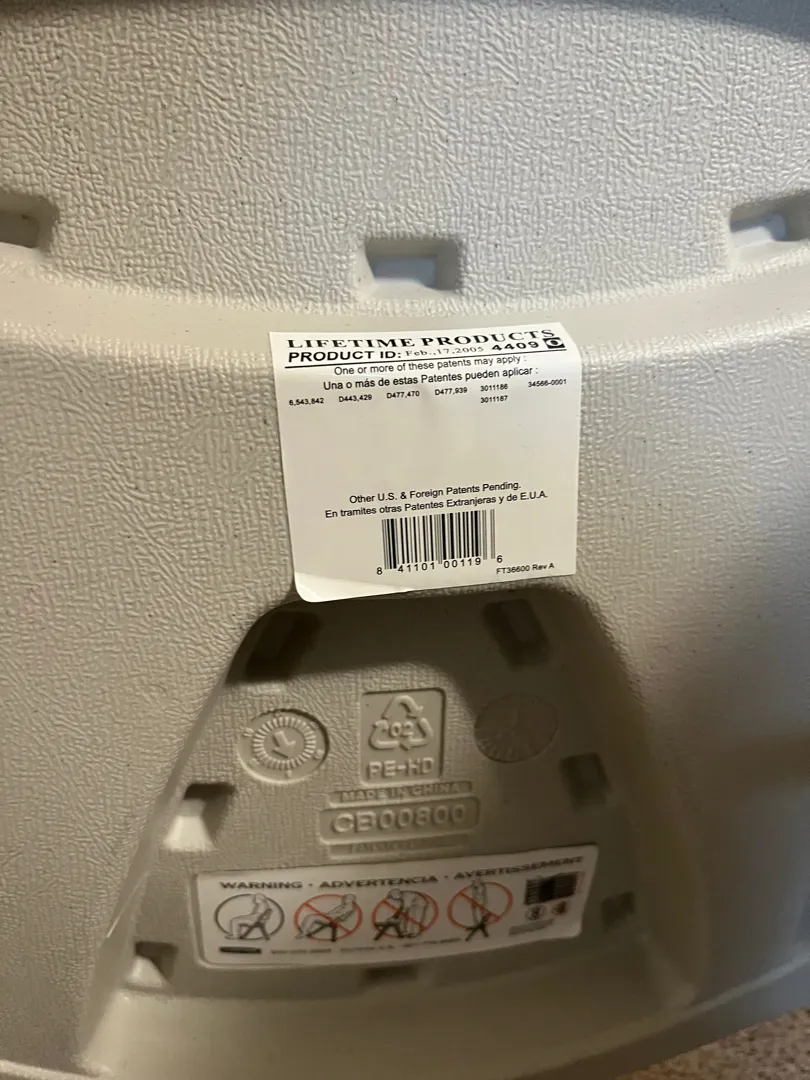 LIFETIME PRODUCTS
PRODUCT ID: Feb.,17,2005 4409
One or more of these patents may apply :
Una o más de estas Patentes pueden aplicar :
6,543,842 D443,429 D477,470 D477,939 3011186 34566-0001
3011187
Other U.S. & Foreign Patents Pending.
En tramites otras Patentes Extranjeras y de E.U.A.
8 41101 00119 6
FT36600 Rev A
02
PE-HD
MADE IN CHINA
CB00800
WARNING · ADVERTENCIA · AVERTISSEMENT